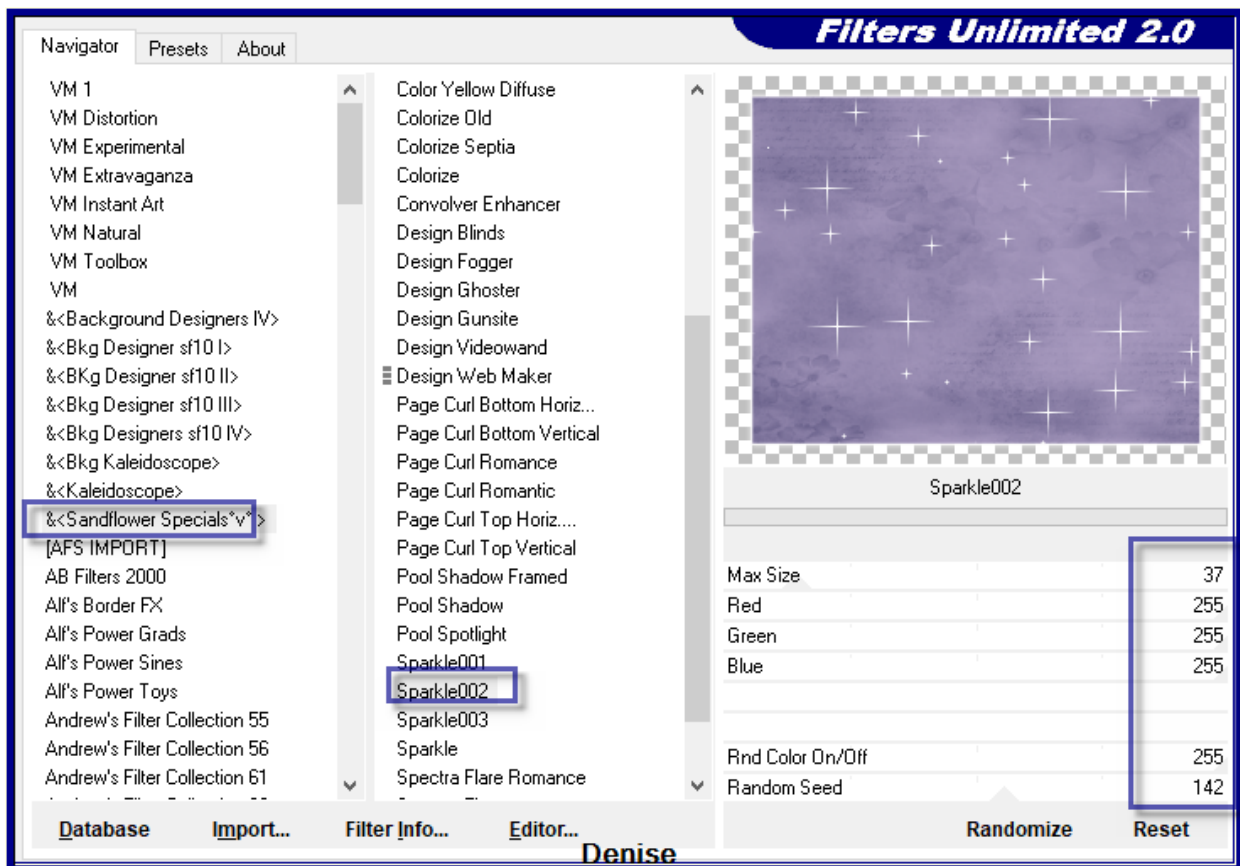 Filters Unlimited 2.0
Navigator Presets About
VM 1
VM Distortion
VM Experimental
VM Extravaganza
VM Instant Art
VM Natural
VM Toolbox
VM
&<Background Designers IV>
&<Bkg Designer sf10 I>
&<BKg Designer sf10 II>
&<Bkg Designer sf10 III>
&<Bkg Designers sf10 IV>
&<Bkg Kaleidoscope>
&<Kaleidoscope>
&<Sandflower Specials°v°>
[AFS IMPORT]
AB Filters 2000
Alf's Border FX
Alf's Power Grads
Alf's Power Sines
Alf's Power Toys
Andrew's Filter Collection 55
Andrew's Filter Collection 56
Andrew's Filter Collection 61
Color Yellow Diffuse
Colorize Old
Colorize Septia
Colorize
Convolver Enhancer
Design Blinds
Design Fogger
Design Ghoster
Design Gunsite
Design Videowand
Design Web Maker
Page Curl Bottom Horiz...
Page Curl Bottom Vertical
Page Curl Romance
Page Curl Romantic
Page Curl Top Horiz....
Page Curl Top Vertical
Pool Shadow Framed
Pool Shadow
Pool Spotlight
Sparkle001
Sparkle002
Sparkle003
Sparkle
Spectra Flare Romance
Sparkle002
Max Size 37
Red 255
Green 255
Blue 255
Rnd Color On/Off 255
Random Seed 142
Database Import... Filter Info... Editor... Randomize Reset
Denise